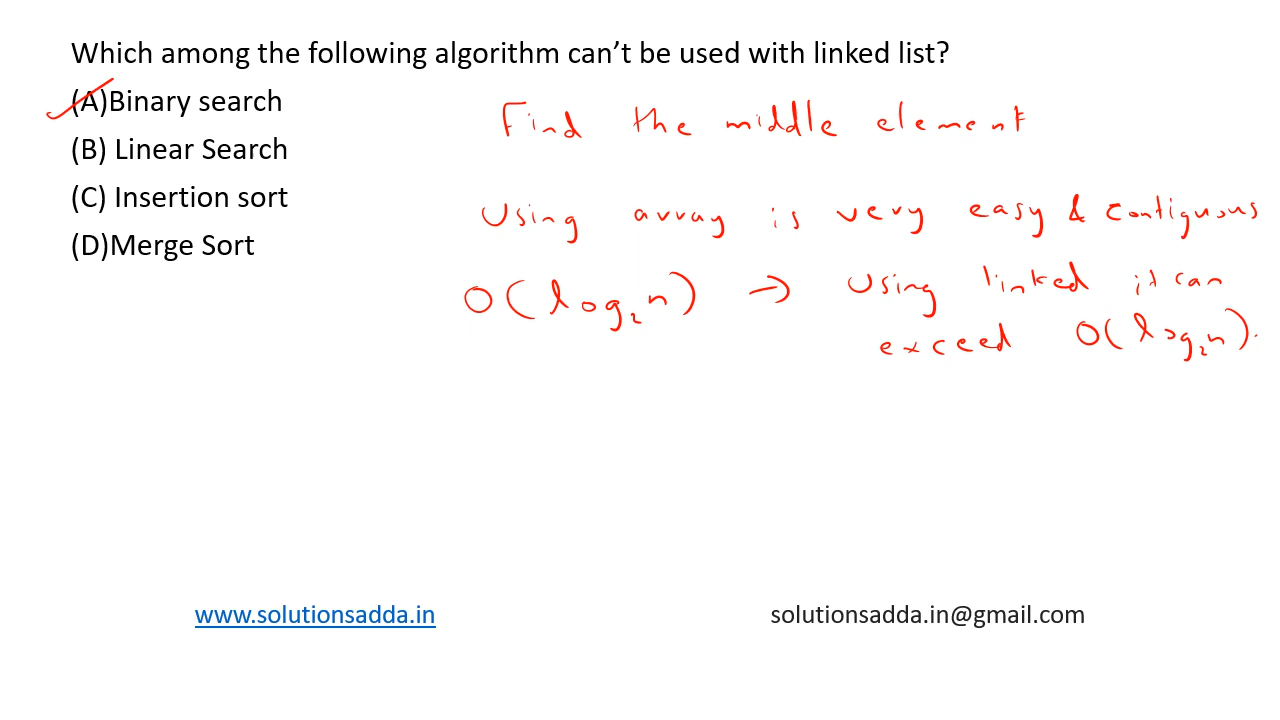 Which among the following algorithm can't be used with linked list?
(A)Binary search
(B) Linear Search
(C) Insertion sort
(D)Merge Sort
Find the middle element
Using array is very easy & contiguous
O(log₂n) → Using linked it can
exceed O(log₂n).
www.solutionsadda.in
solutionsadda.in@gmail.com